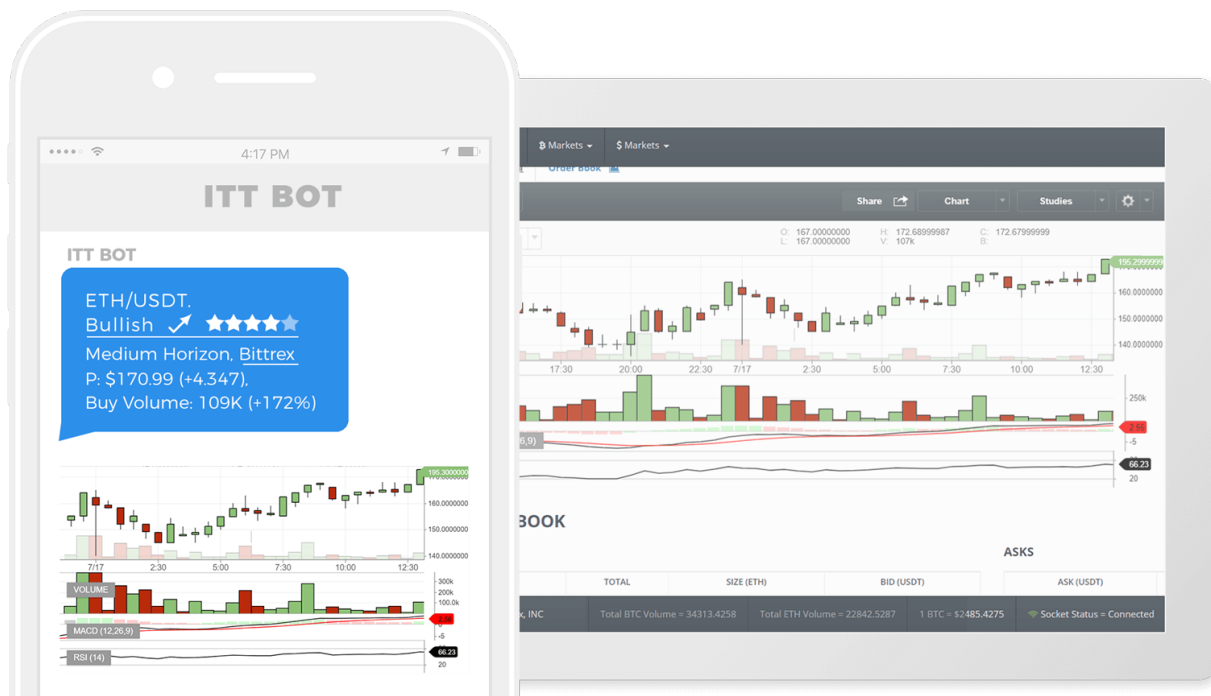 4:17 PM
ITT BOT
ITT BOT
ETH/USDT.
Bullish
Medium Horizon, Bittrex
P: $170.99 (+4.347),
Buy Volume: 109K (+172%)
195.3000000
160.0000000
150.0000000
140.0000000
7/17 2:30 5:00 7:30 10:00 12:30
VOLUME
300k
200k
100.0k
MACD (12,26,9)
-5
RSI (14)
66.23
20
฿ Markets
$ Markets
Order Book
Share Chart Studies
O: 167.00000000 H: 172.68999987 C: 172.67999999
L: 167.00000000 V: 107k B:
195.2999999
160.0000000
150.0000000
140.0000000
17:30 20:00 22:30 7/17 2:30 5:00 7:30 10:00 12:30
250k
2.55
-5
6,9)
66.23
20
BOOK
ASKS
TOTAL SIZE (ETH) BID (USDT) ASK (USDT)
x, INC Total BTC Volume = 34313.4258 Total ETH Volume = 22842.5287 1 BTC = $2485.4275 Socket Status = Connected